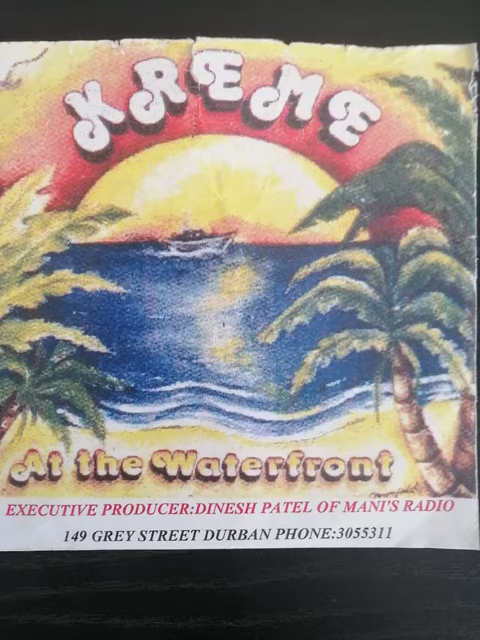 KREME
At the Waterfront
EXECUTIVE PRODUCER:DINESH PATEL OF MANI'S RADIO
149 GREY STREET DURBAN PHONE:3055311